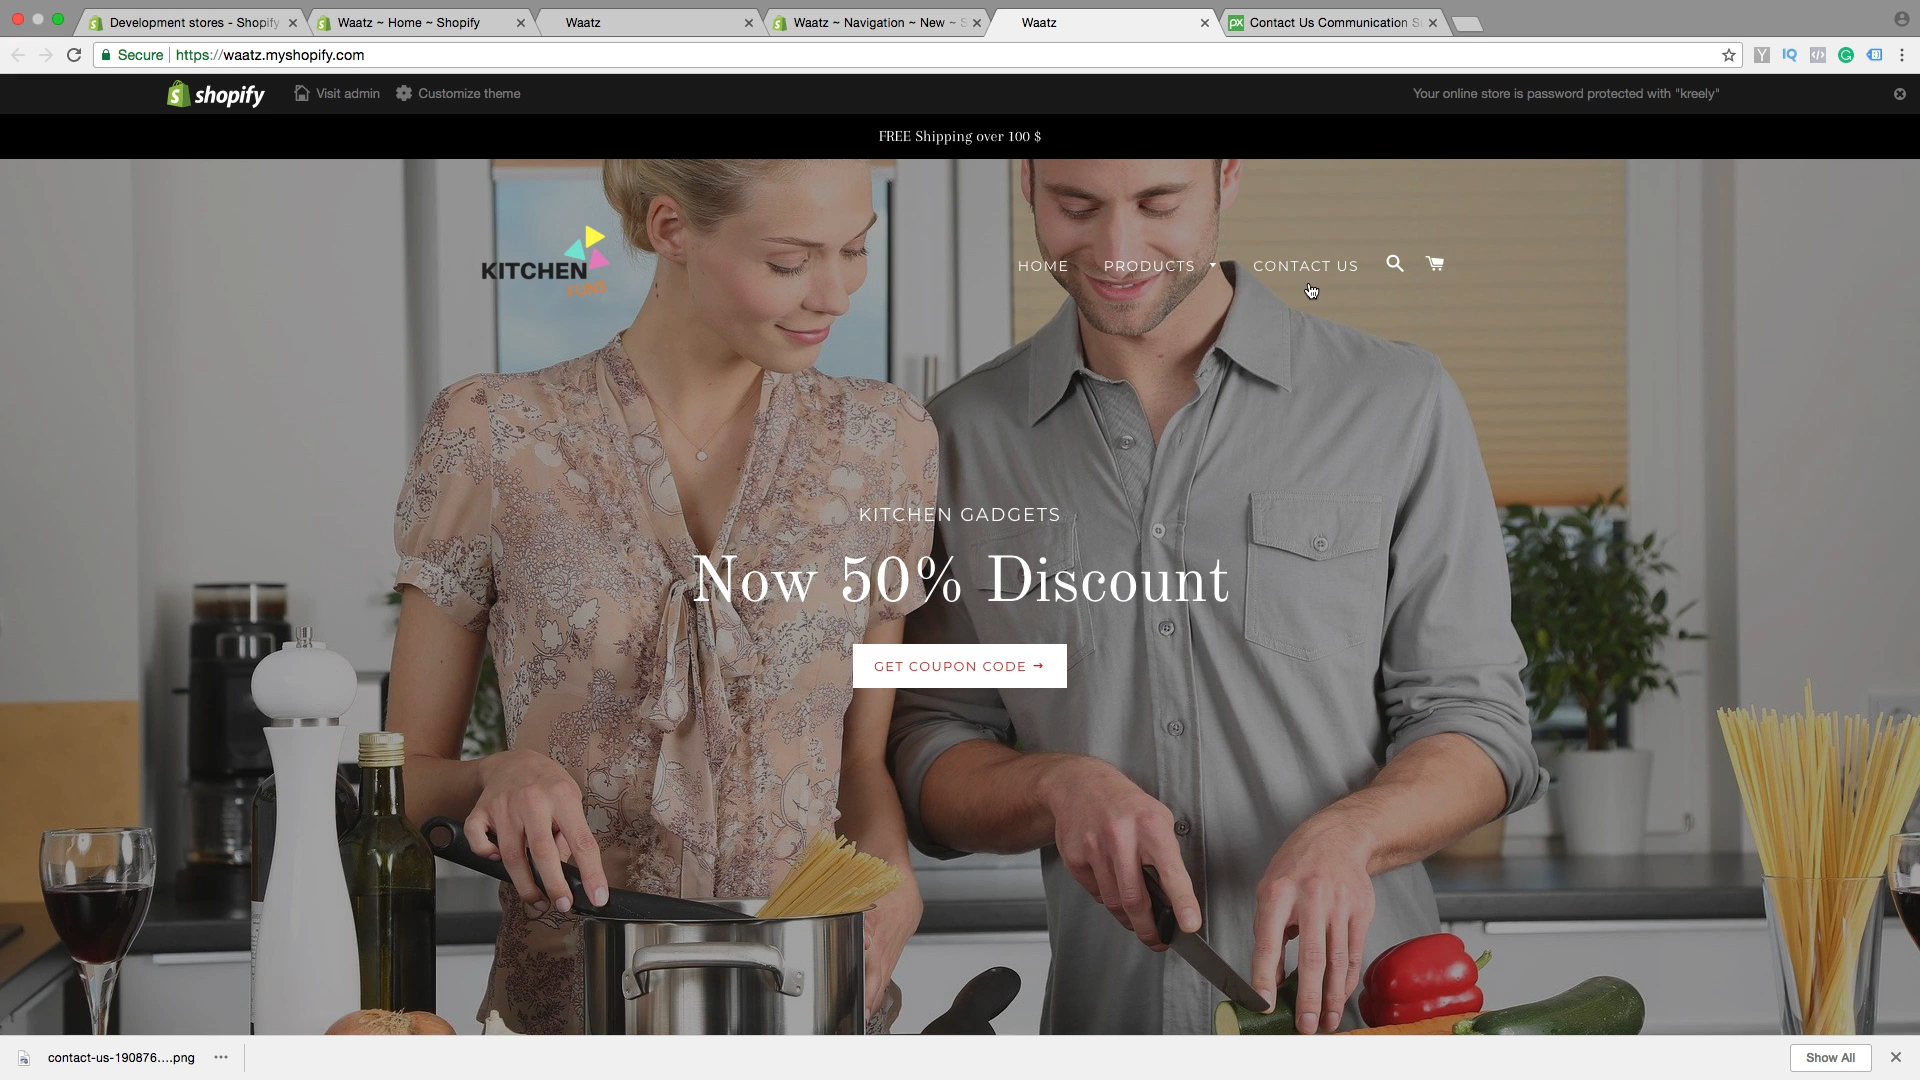 Development stores - Shopify
Waatz ~ Home ~ Shopify
Waatz
Waatz ~ Navigation ~ New ~ S
Waatz
Contact Us Communication S
Secure
https://waatz.myshopify.com
shopify
Visit admin
Customize theme
Your online store is password protected with "kreely"
FREE Shipping over 100 $
KITCHEN
FUNN
HOME
PRODUCTS
CONTACT US
KITCHEN GADGETS
Now 50% Discount
GET COUPON CODE →
contact-us-190876....png
Show All